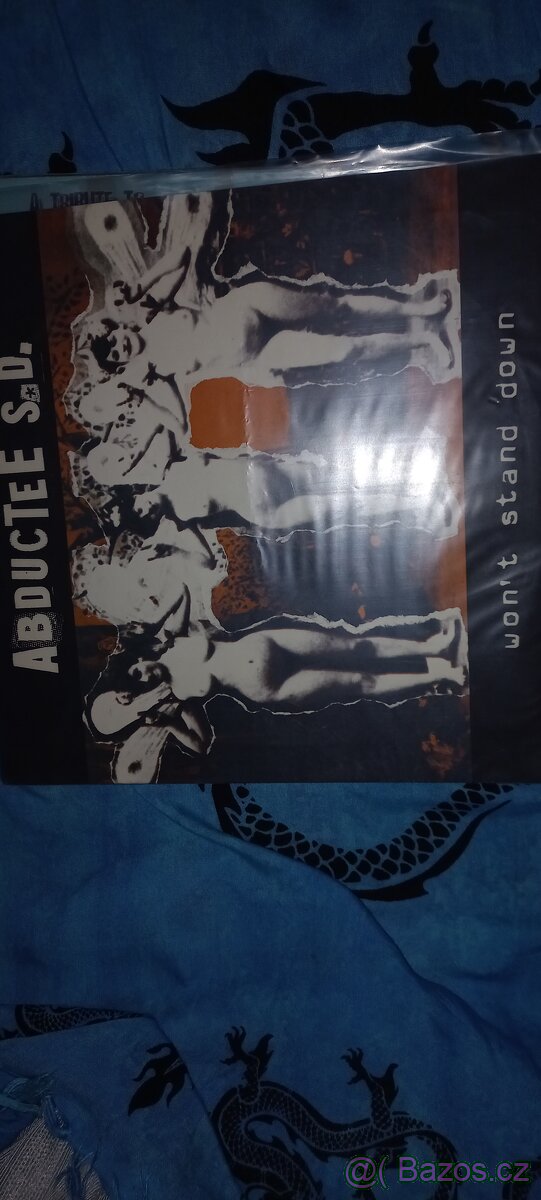 A TRIBUTE TO
ABDUCTEE S.D.
won't stand down
@( Bazos.cz